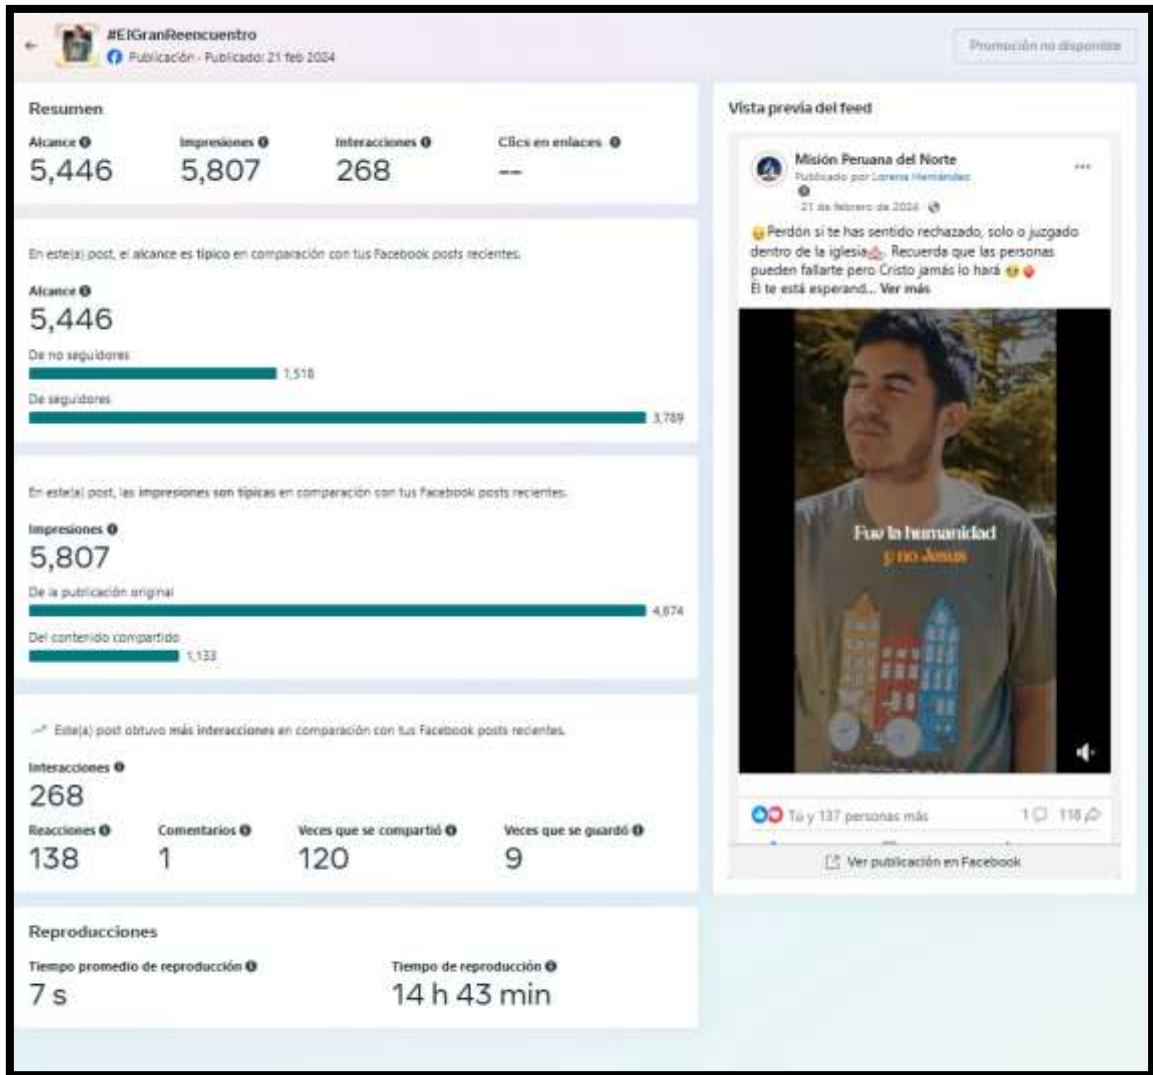 #ElGranReencuentro
Publicación - Publicado: 21 feb 2024
Promoción no disponible
Resumen
Alcance
5,446
Impresiones
5,807
Interacciones
268
Clics en enlaces
--
En este(a) post, el alcance es típico en comparación con tus Facebook posts recientes.
Alcance
5,446
De no seguidores
1,518
De seguidores
3,789
En este(a) post, las impresiones son típicas en comparación con tus Facebook posts recientes.
Impresiones
5,807
De la publicación original
4,674
Del contenido compartido
1,133
Este(a) post obtuvo más interacciones en comparación con tus Facebook posts recientes.
Interacciones
268
Reacciones
138
Comentarios
1
Veces que se compartió
120
Veces que se guardó
9
Reproducciones
Tiempo promedio de reproducción
7 s
Tiempo de reproducción
14 h 43 min
Vista previa del feed
Misión Peruana del Norte
Publicado por Lorena Hernández
21 de febrero de 2024
Perdón si te has sentido rechazado, solo o juzgado
dentro de la iglesia. Recuerda que las personas
pueden fallarte pero Cristo jamás lo hará
Él te está esperand... Ver más
Fue la humanidad
y no Jesus
Tú y 137 personas más
1
118
Ver publicación en Facebook